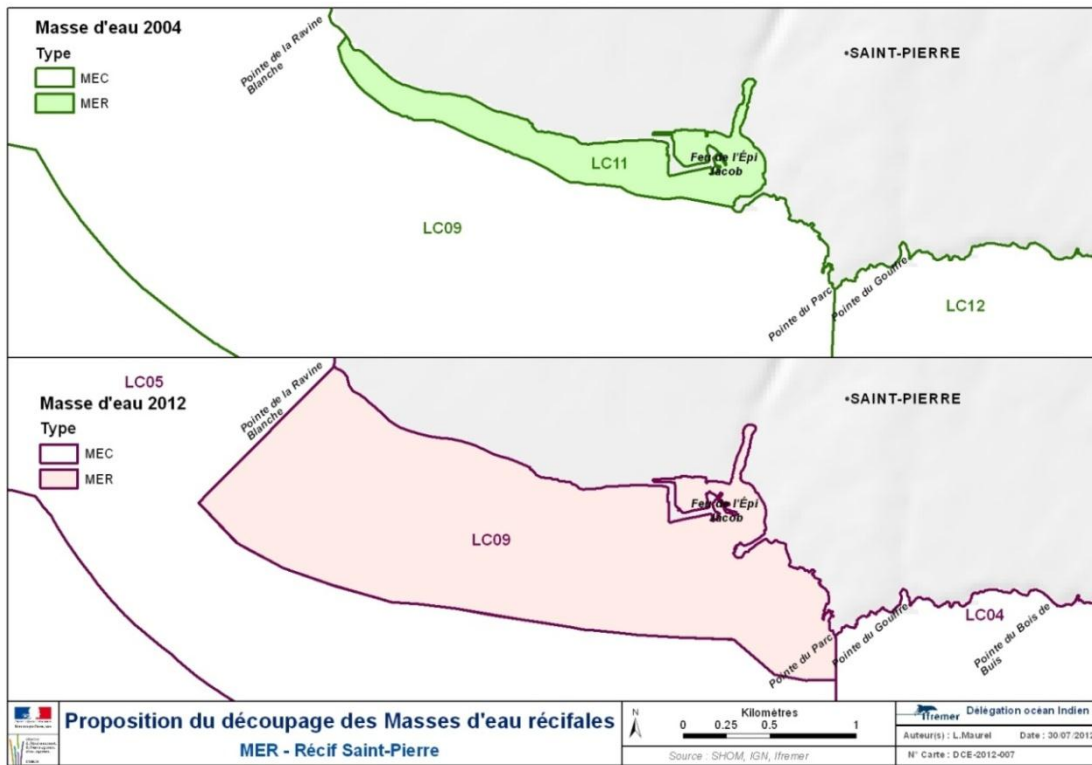 Masse d'eau 2004
Type
MEC
MER
Pointe de la Ravine
Blanche
•SAINT-PIERRE
LC11
Feu de l'Épi
Jacob
LC09
Pointe du Parc
Pointe du Gouffre
LC12
LC05
Masse d'eau 2012
Type
MEC
MER
Pointe de la Ravine
Blanche
•SAINT-PIERRE
Feu de l'Épi
Jacob
LC09
Pointe du Parc
Pointe du Gouffre
LC04
Pointe du Bois de
Buis
Proposition du découpage des Masses d'eau récifales
MER - Récif Saint-Pierre
N
Kilomètres
0 0.25 0.5 1
Source : SHOM, IGN, Ifremer
Ifremer
Délégation océan Indien
Auteur(s) : L.Maurel Date : 30/07/2012
N° Carte : DCE-2012-007